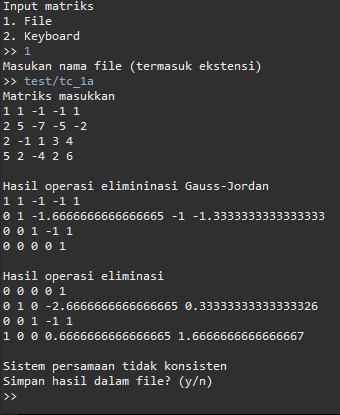 Input matriks
1. File
2. Keyboard
>> 1
Masukan nama file (termasuk ekstensi)
>> test/tc_1a
Matriks masukkan
1 1 -1 -1 1
2 5 -7 -5 -2
2 -1 1 3 4
5 2 -4 2 6
Hasil operasi elimininasi Gauss-Jordan
1 1 -1 -1 1
0 1 -1.6666666666666665 -1 -1.3333333333333333
0 0 1 -1 1
0 0 0 0 1
Hasil operasi eliminasi
0 0 0 0 1
0 1 0 -2.6666666666666665 0.33333333333333326
0 0 1 -1 1
1 0 0 0.6666666666666665 1.6666666666666667
Sistem persamaan tidak konsisten
Simpan hasil dalam file? (y/n)
>>